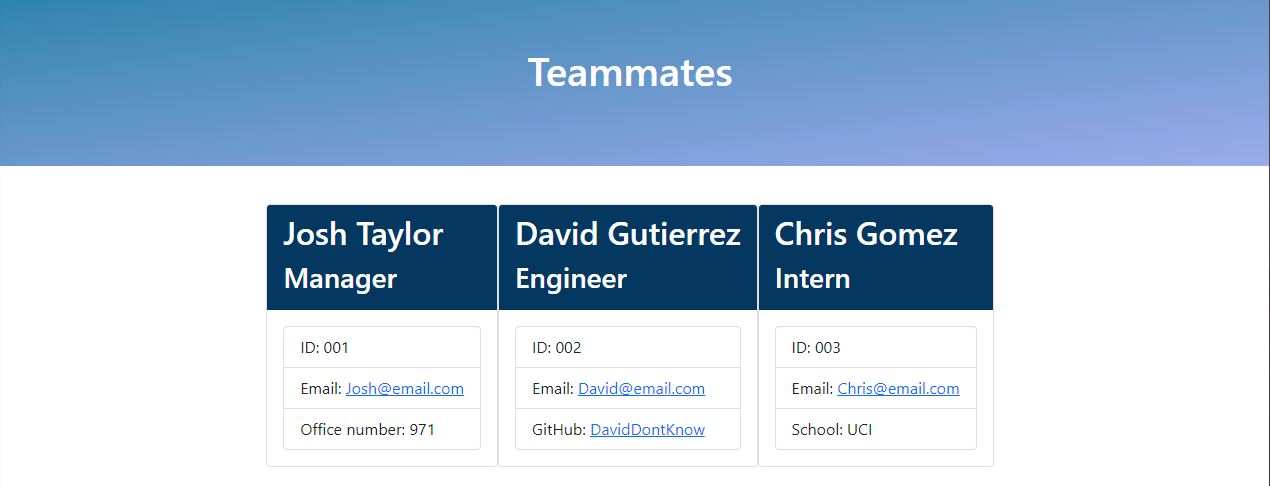 Teammates
Josh Taylor
Manager
ID: 001
Email: Josh@email.com
Office number: 971
David Gutierrez
Engineer
ID: 002
Email: David@email.com
GitHub: DavidDontKnow
Chris Gomez
Intern
ID: 003
Email: Chris@email.com
School: UCI